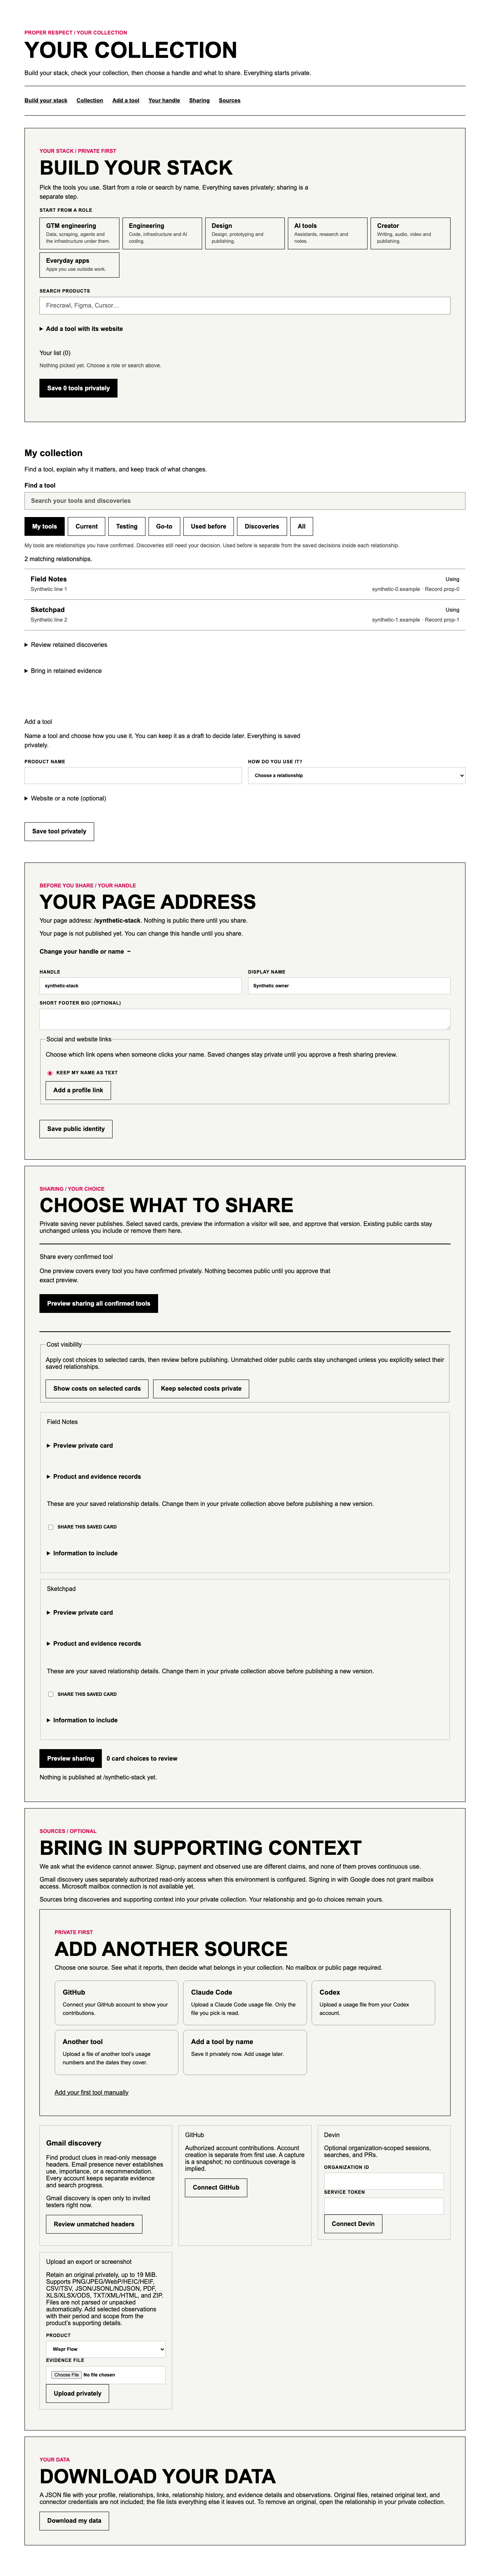 PROPER RESPECT / YOUR COLLECTION
YOUR COLLECTION
Build your stack, check your collection, then choose a handle and what to share. Everything starts private.
Build your stack Collection Add a tool Your handle Sharing Sources
YOUR STACK / PRIVATE FIRST
BUILD YOUR STACK
Pick the tools you use. Start from a role or search by name. Everything saves privately; sharing is a
separate step.
START FROM A ROLE
GTM engineering
Data, scraping, agents and
the infrastructure under them.
Engineering
Code, infrastructure and AI
coding.
Design
Design, prototyping and
publishing.
AI tools
Assistants, research and
notes.
Creator
Writing, audio, video and
publishing.
Everyday apps
Apps you use outside work.
SEARCH PRODUCTS
Firecrawl, Figma, Cursor…
▶ Add a tool with its website
Your list (0)
Nothing picked yet. Choose a role or search above.
Save 0 tools privately
My collection
Find a tool, explain why it matters, and keep track of what changes.
Find a tool
Search your tools and discoveries
My tools Current Testing Go-to Used before Discoveries All
My tools are relationships you have confirmed. Discoveries still need your decision. Used before is separate from the saved decisions inside each relationship.
2 matching relationships.
Field Notes Using
Synthetic line 1 synthetic-0.example · Record prop-0
Sketchpad Using
Synthetic line 2 synthetic-1.example · Record prop-1
▶ Review retained discoveries
▶ Bring in retained evidence
Add a tool
Name a tool and choose how you use it. You can keep it as a draft to decide later. Everything is saved
privately.
PRODUCT NAME HOW DO YOU USE IT?
Choose a relationship
▶ Website or a note (optional)
Save tool privately
BEFORE YOU SHARE / YOUR HANDLE
YOUR PAGE ADDRESS
Your page address: /synthetic-stack. Nothing is public there until you share.
Your page is not published yet. You can change this handle until you share.
Change your handle or name −
HANDLE DISPLAY NAME
synthetic-stack Synthetic owner
SHORT FOOTER BIO (OPTIONAL)
Social and website links
Choose which link opens when someone clicks your name. Saved changes stay private until you approve a fresh sharing preview.
KEEP MY NAME AS TEXT
Add a profile link
Save public identity
SHARING / YOUR CHOICE
CHOOSE WHAT TO SHARE
Private saving never publishes. Select saved cards, preview the information a visitor will see, and approve that version. Existing public cards stay
unchanged unless you include or remove them here.
Share every confirmed tool
One preview covers every tool you have confirmed privately. Nothing becomes public until you approve that
exact preview.
Preview sharing all confirmed tools
Cost visibility
Apply cost choices to selected cards, then review before publishing. Unmatched older public cards stay unchanged unless you explicitly select their
saved relationships.
Show costs on selected cards Keep selected costs private
Field Notes
▶ Preview private card
▶ Product and evidence records
These are your saved relationship details. Change them in your private collection above before publishing a new version.
SHARE THIS SAVED CARD
▶ Information to include
Sketchpad
▶ Preview private card
▶ Product and evidence records
These are your saved relationship details. Change them in your private collection above before publishing a new version.
SHARE THIS SAVED CARD
▶ Information to include
Preview sharing 0 card choices to review
Nothing is published at /synthetic-stack yet.
SOURCES / OPTIONAL
BRING IN SUPPORTING CONTEXT
We ask what the evidence cannot answer. Signup, payment and observed use are different claims, and none of them proves continuous use.
Gmail discovery uses separately authorized read-only access when this environment is configured. Signing in with Google does not grant mailbox
access. Microsoft mailbox connection is not available yet.
Sources bring discoveries and supporting context into your private collection. Your relationship and go-to choices remain yours.
PRIVATE FIRST
ADD ANOTHER SOURCE
Choose one source. See what it reports, then decide what belongs in your collection. No mailbox or public page required.
GitHub
Connect your GitHub account to show your
contributions.
Claude Code
Upload a Claude Code usage file. Only the
file you pick is read.
Codex
Upload a usage file from your Codex
account.
Another tool
Upload a file of another tool's usage
numbers and the dates they cover.
Add a tool by name
Save it privately now. Add usage later.
Add your first tool manually
Gmail discovery
Find product clues in read-only message
headers. Email presence never establishes
use, importance, or a recommendation.
Every account keeps separate evidence
and search progress.
Gmail discovery is open only to invited
testers right now.
Review unmatched headers
GitHub
Authorized account contributions. Account
creation is separate from first use. A capture
is a snapshot; no continuous coverage is
implied.
Connect GitHub
Devin
Optional organization-scoped sessions,
searches, and PRs.
ORGANIZATION ID
SERVICE TOKEN
Connect Devin
Upload an export or screenshot
Retain an original privately, up to 19 MiB.
Supports PNG/JPEG/WebP/HEIC/HEIF,
CSV/TSV, JSON/JSONL/NDJSON, PDF,
XLS/XLSX/ODS, TXT/XML/HTML, and ZIP.
Files are not parsed or unpacked
automatically. Add selected observations
with their period and scope from the
product's supporting details.
PRODUCT
Wispr Flow
EVIDENCE FILE
Choose File No file chosen
Upload privately
YOUR DATA
DOWNLOAD YOUR DATA
A JSON file with your profile, relationships, links, relationship history, and evidence details and observations. Original files, retained original text, and
connector credentials are not included; the file lists everything else it leaves out. To remove an original, open the relationship in your private collection.
Download my data